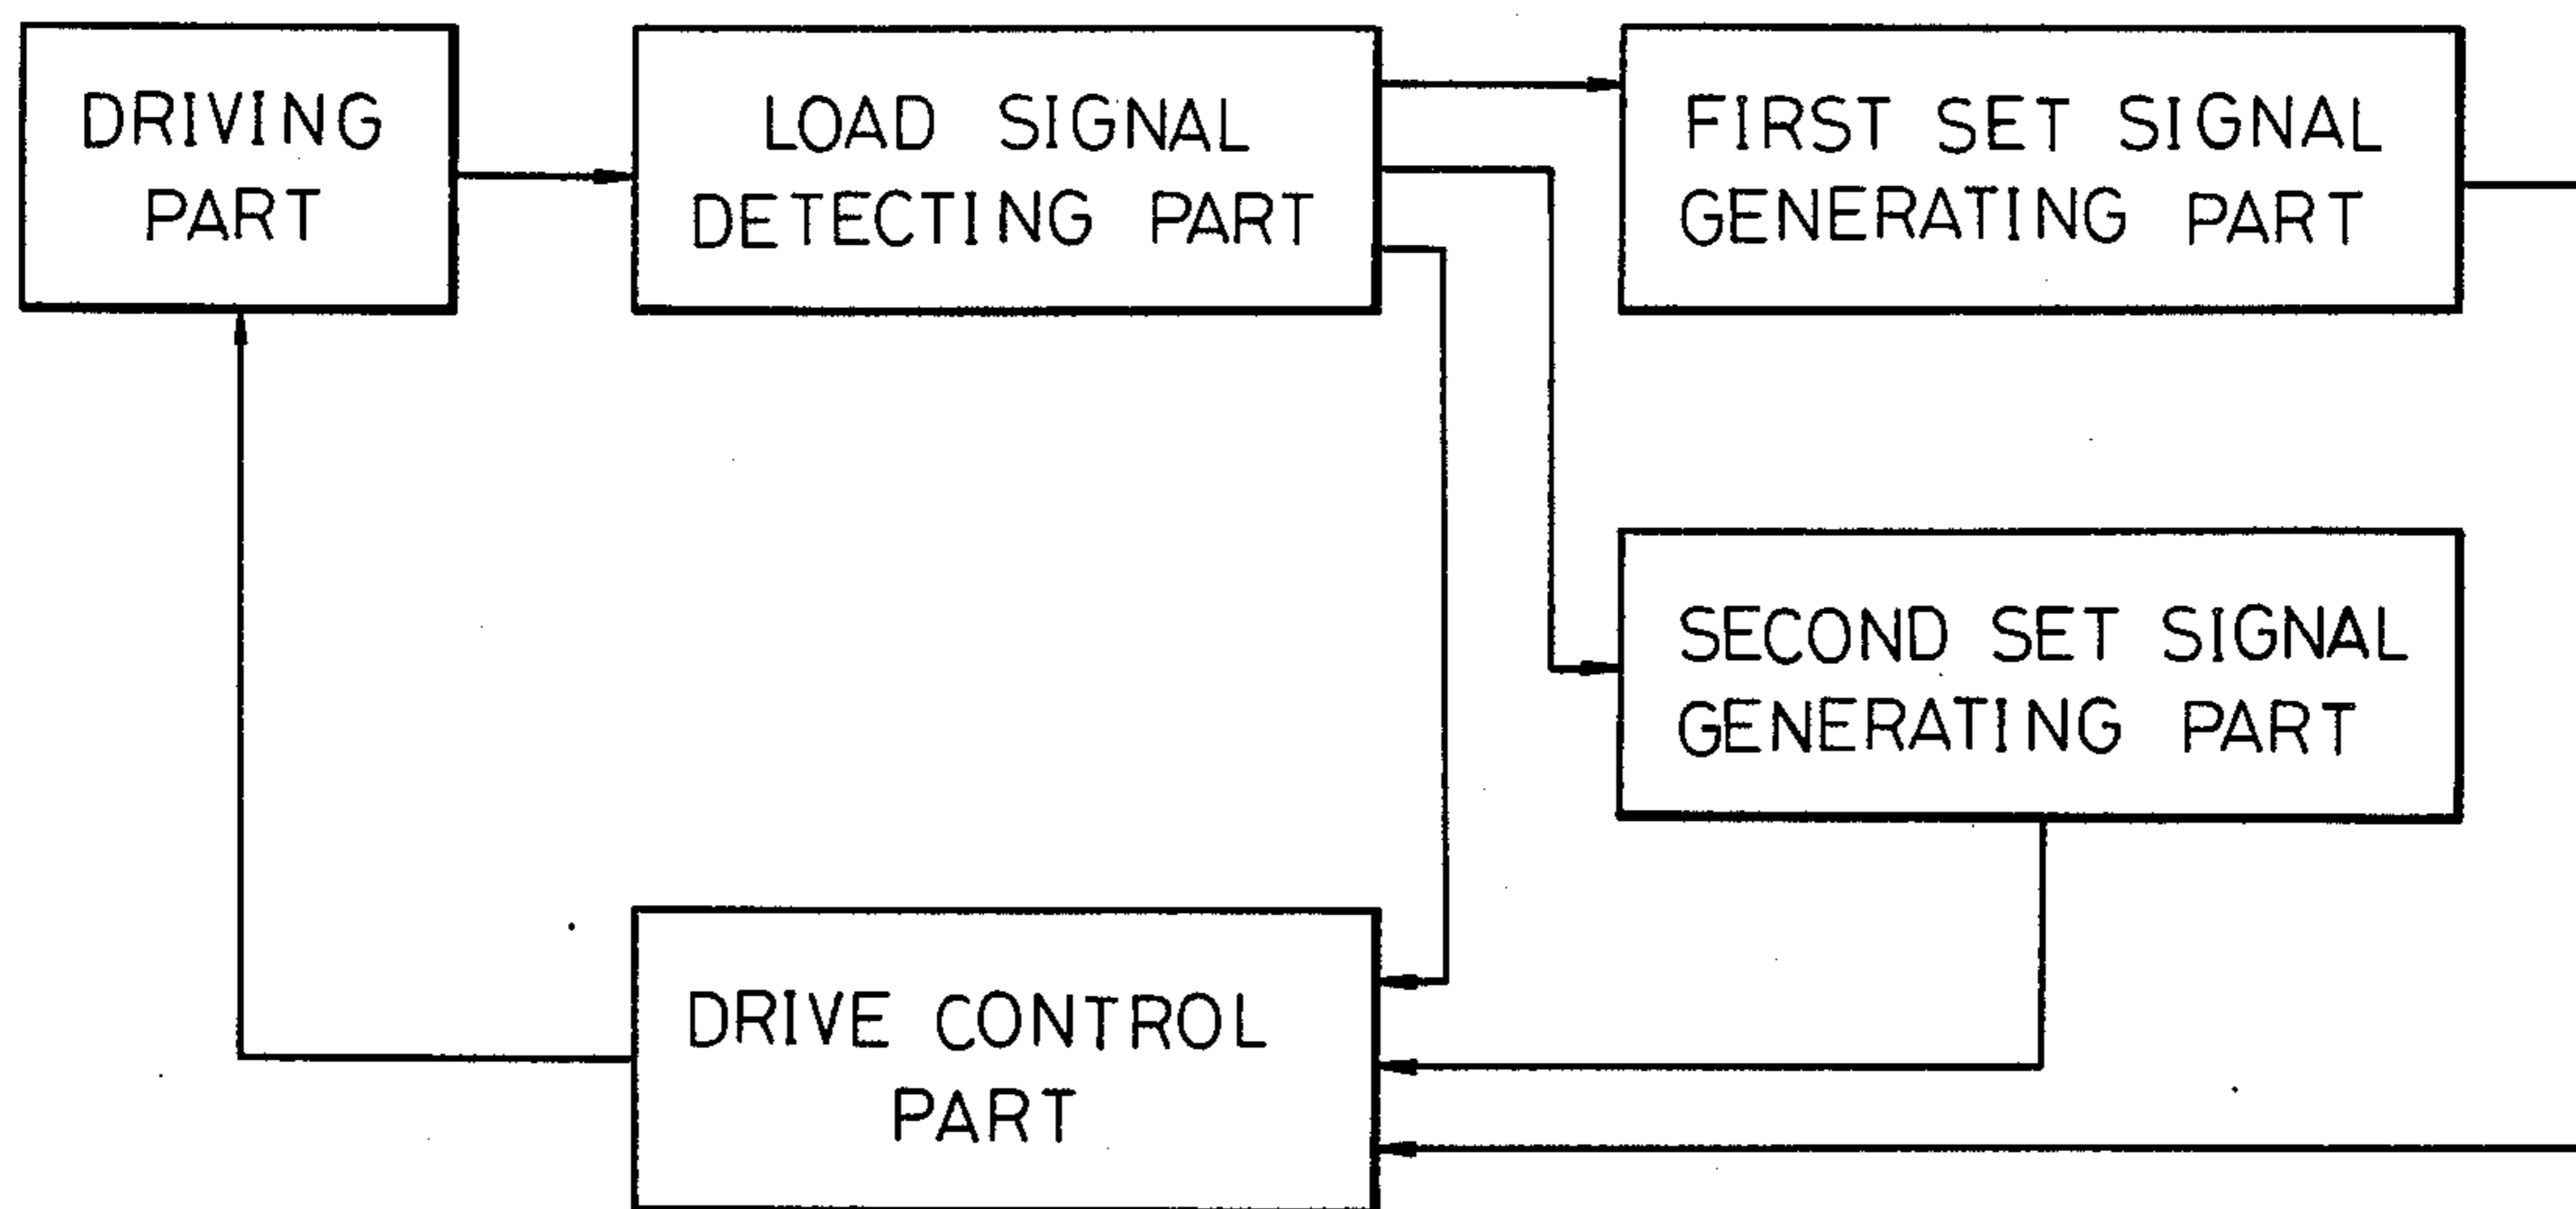 DRIVING
PART
LOAD SIGNAL
DETECTING PART
FIRST SET SIGNAL
GENERATING PART
SECOND SET SIGNAL
GENERATING PART
DRIVE CONTROL
PART